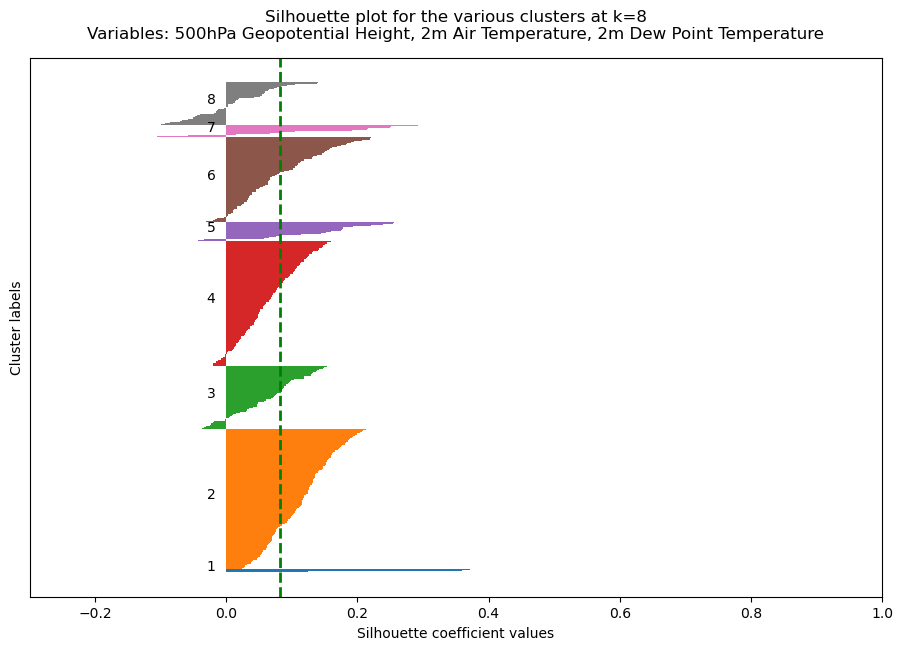 Silhouette plot for the various clusters at k=8
Variables: 500hPa Geopotential Height, 2m Air Temperature, 2m Dew Point Temperature
8
7
6
5
4
3
2
1
Cluster labels
−0.2 0.0 0.2 0.4 0.6 0.8 1.0
Silhouette coefficient values